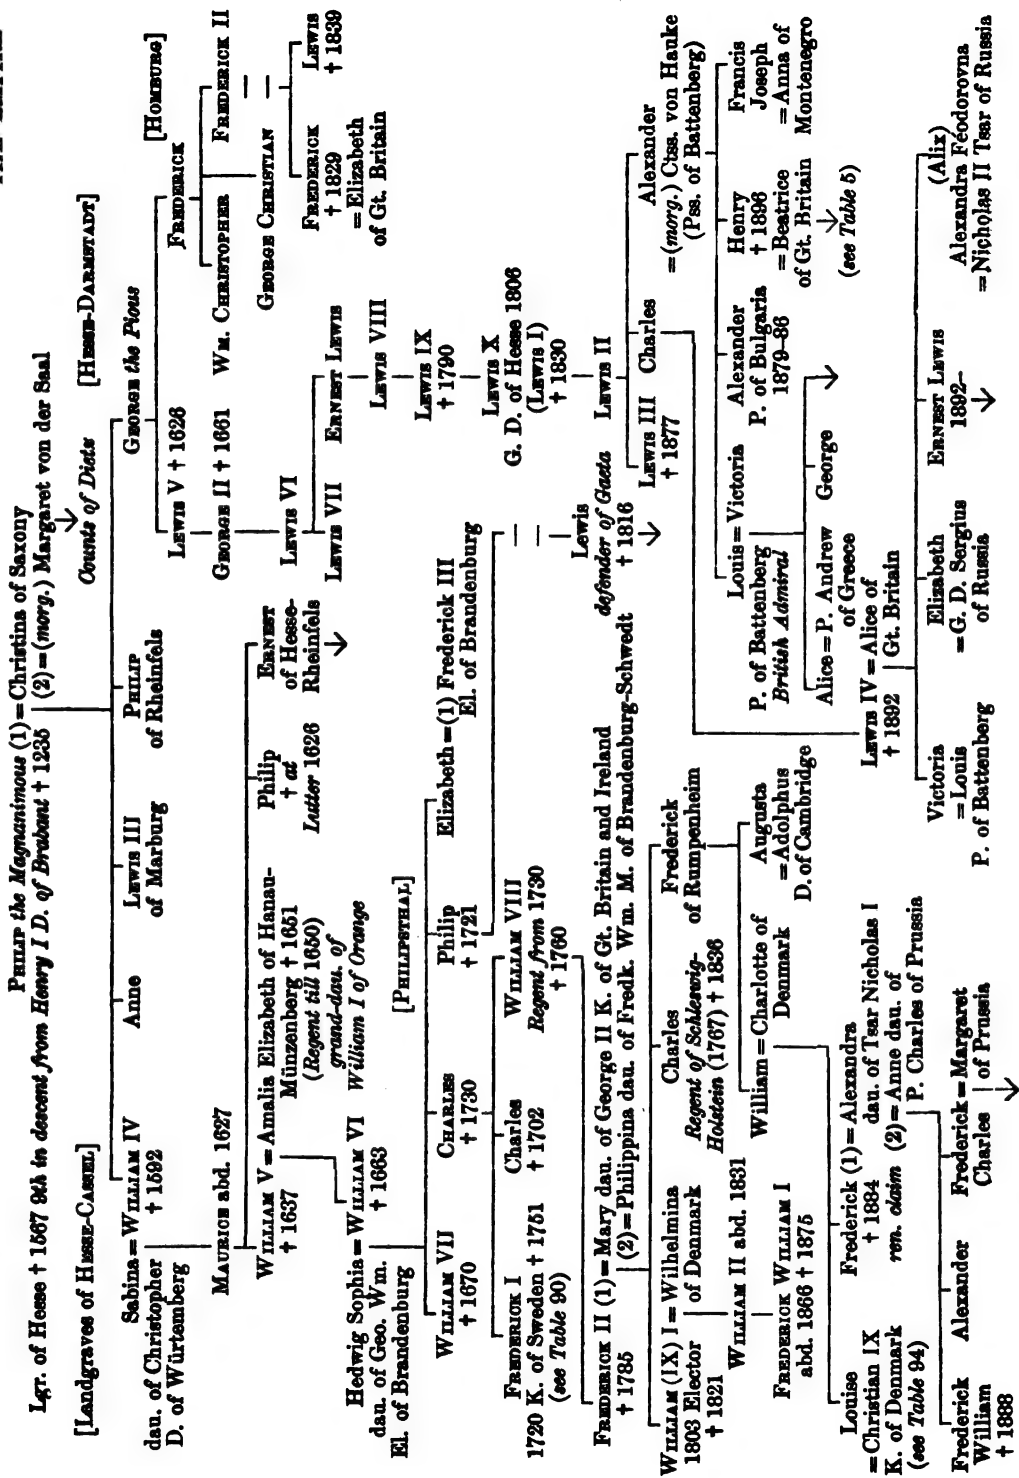 PHILIP the Magnanimous (1)=Christina of Saxony
Lgr. of Hesse † 1567 9th in descent from Henry I D. of Brabant † 1235 (2)=(morg.) Margaret von der Saal
Counts of Dietz
[Landgraves of HESSE-CASSEL]
[HESSE-DARMSTADT]
[HOMBURG]
Sabina=WILLIAM IV
dau. of Christopher † 1592
D. of Würtemberg
Anne
LEWIS III
of Marburg
PHILIP
of Rheinfels
GEORGE the Pious
MAURICE abd. 1627
LEWIS V † 1626
FREDERICK
WILLIAM V=Amalia Elizabeth of Hanau-
† 1637 Münzenberg † 1651
(Regent till 1650)
grand-dau. of
William I of Orange
Philip
† at
Lutter 1626
ERNEST
of Hesse-
Rheinfels
GEORGE II † 1661
WM. CHRISTOPHER
FREDERICK II
GEORGE CHRISTIAN
LEWIS VI
FREDERICK
† 1829
=Elizabeth
of Gt. Britain
LEWIS
† 1839
Hedwig Sophia=WILLIAM VI
dau. of Geo. Wm. † 1663
El. of Brandenburg
LEWIS VII
ERNEST LEWIS
LEWIS VIII
[PHILIPSTHAL]
WILLIAM VII
† 1670
CHARLES
† 1730
Philip
† 1721
Elizabeth=(1) Frederick III
El. of Brandenburg
LEWIS IX
† 1790
FREDERICK I
1720 K. of Sweden † 1751
(see Table 90)
Charles
† 1702
WILLIAM VIII
Regent from 1730
† 1760
Lewis
defender of Gaeta
† 1816
LEWIS X
G. D. of Hesse 1806
(LEWIS I)
† 1830
FREDERICK II (1)=Mary dau. of George II K. of Gt. Britain and Ireland
† 1785 (2)=Philippina dau. of Fredk. Wm. M. of Brandenburg-Schwedt
LEWIS II
WILLIAM (IX) I=Wilhelmina
1803 Elector of Denmark
† 1821
Charles
Regent of Schleswig-
Holstein (1767) † 1836
Frederick
of Rumpenheim
LEWIS III
† 1877
Charles
Alexander
=(morg.) Ctss. von Hauke
(Pss. of Battenberg)
WILLIAM II abd. 1831
William=Charlotte of
Denmark
Augusta
=Adolphus
D. of Cambridge
Louis=Victoria
P. of Battenberg
British Admiral
Alexander
P. of Bulgaria
1879-86
Henry
† 1896
=Beatrice
of Gt. Britain
(see Table 5)
Francis
Joseph
=Anna of
Montenegro
FREDERICK WILLIAM I
abd. 1866 † 1875
Alice=P. Andrew
of Greece
George
Louise
=Christian IX
K. of Denmark
(see Table 94)
Frederick (1)=Alexandra
† 1884 dau. of Tsar Nicholas I
ren. claim (2)=Anne dau. of
P. Charles of Prussia
LEWIS IV=Alice of
† 1892 Gt. Britain
Frederick
William
† 1888
Alexander
Frederick=Margaret
Charles of Prussia
Victoria
=Louis
P. of Battenberg
Elizabeth
=G. D. Sergius
of Russia
ERNEST LEWIS
1892–
(Alix)
Alexandra Feodorovna
=Nicholas II Tsar of Russia